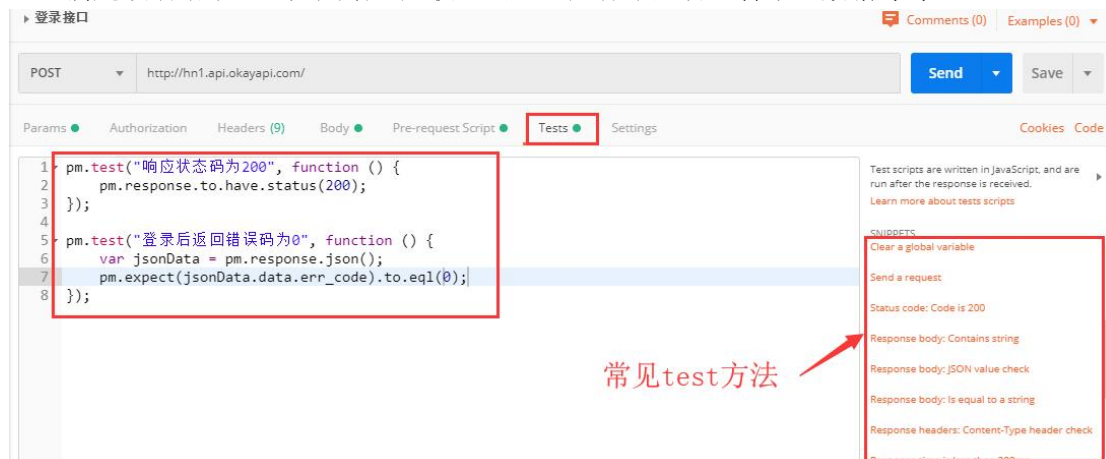 登录接口
Comments (0) Examples (0)
POST http://hn1.api.okayapi.com/ Send Save
Params Authorization Headers (9) Body Pre-request Script Tests Settings Cookies Code
1 pm.test("响应状态码为200", function () {
2 pm.response.to.have.status(200);
3 });
4
5 pm.test("登录后返回错误码为0", function () {
6 var jsonData = pm.response.json();
7 pm.expect(jsonData.data.err_code).to.eql(0);
8 });
Test scripts are written in JavaScript, and are
run after the response is received.
Learn more about tests scripts
SNIPPETS
Clear a global variable
Send a request
Status code: Code is 200
Response body: Contains string
Response body: JSON value check
Response body: Is equal to a string
Response headers: Content-Type header check
常见test方法